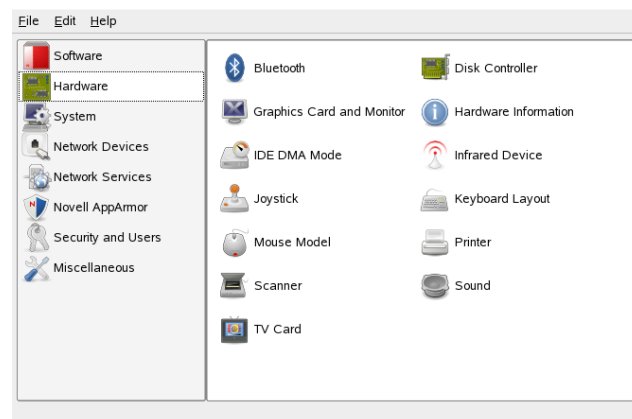 File Edit Help
Software
Hardware
System
Network Devices
Network Services
Novell AppArmor
Security and Users
Miscellaneous
Bluetooth
Disk Controller
Graphics Card and Monitor
Hardware Information
IDE DMA Mode
Infrared Device
Joystick
Keyboard Layout
Mouse Model
Printer
Scanner
Sound
TV Card